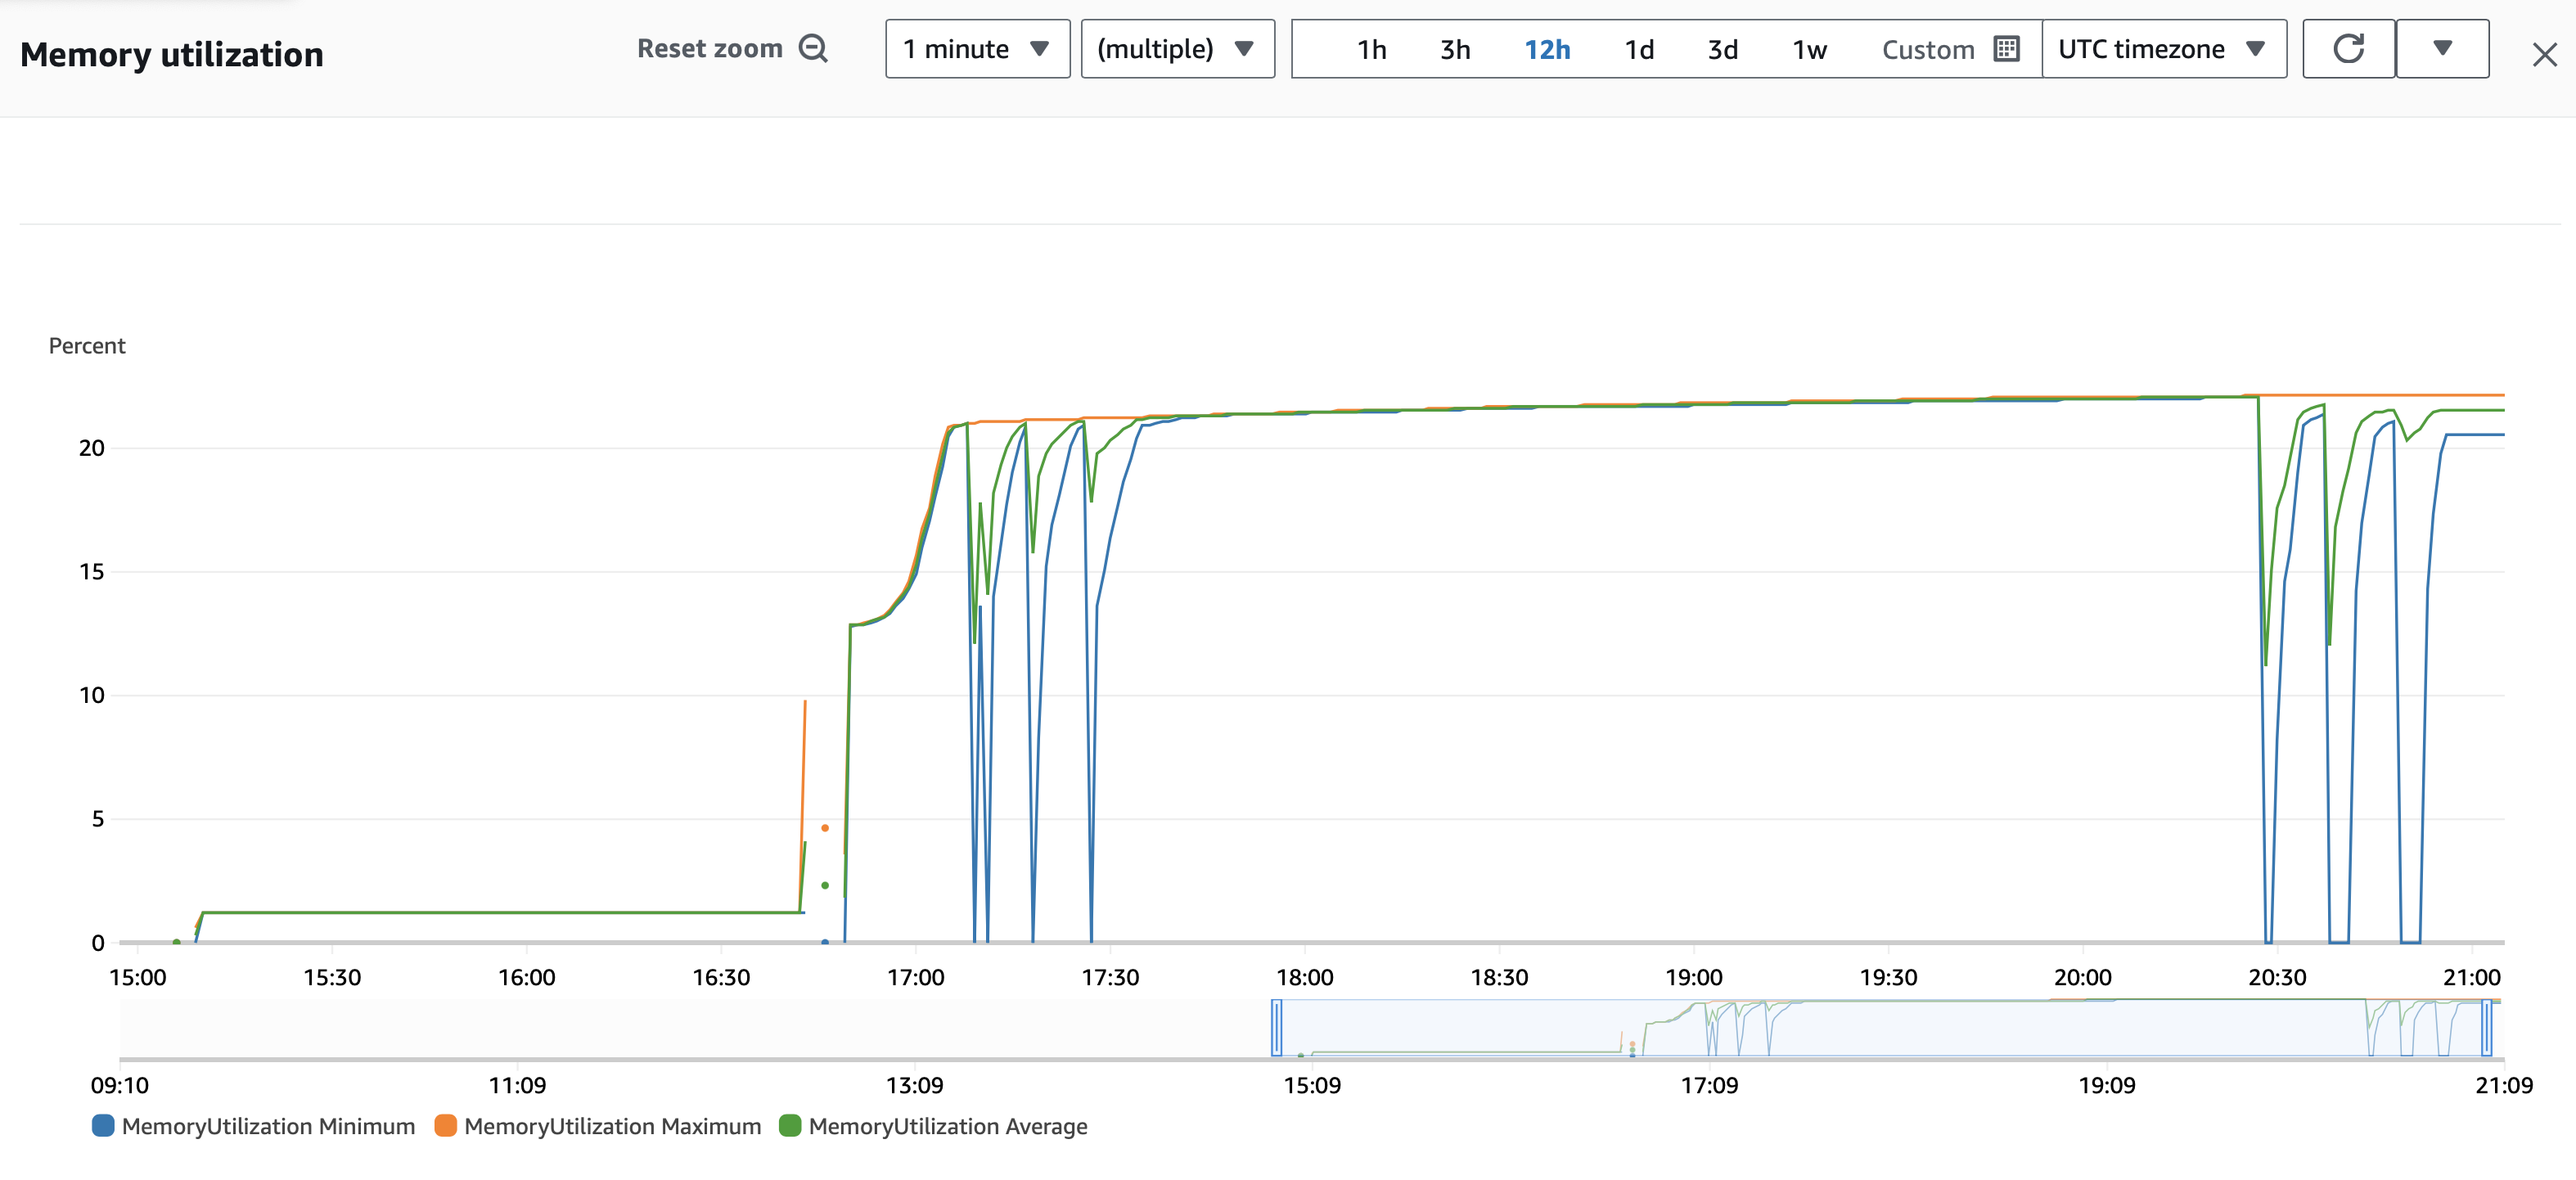 Memory utilization Reset zoom 1 minute (multiple) 1h 3h 12h 1d 3d 1w Custom UTC timezone
Percent
20
15
10
5
0
15:00 15:30 16:00 16:30 17:00 17:30 18:00 18:30 19:00 19:30 20:00 20:30 21:00
09:10 11:09 13:09 15:09 17:09 19:09 21:09
MemoryUtilization Minimum MemoryUtilization Maximum MemoryUtilization Average